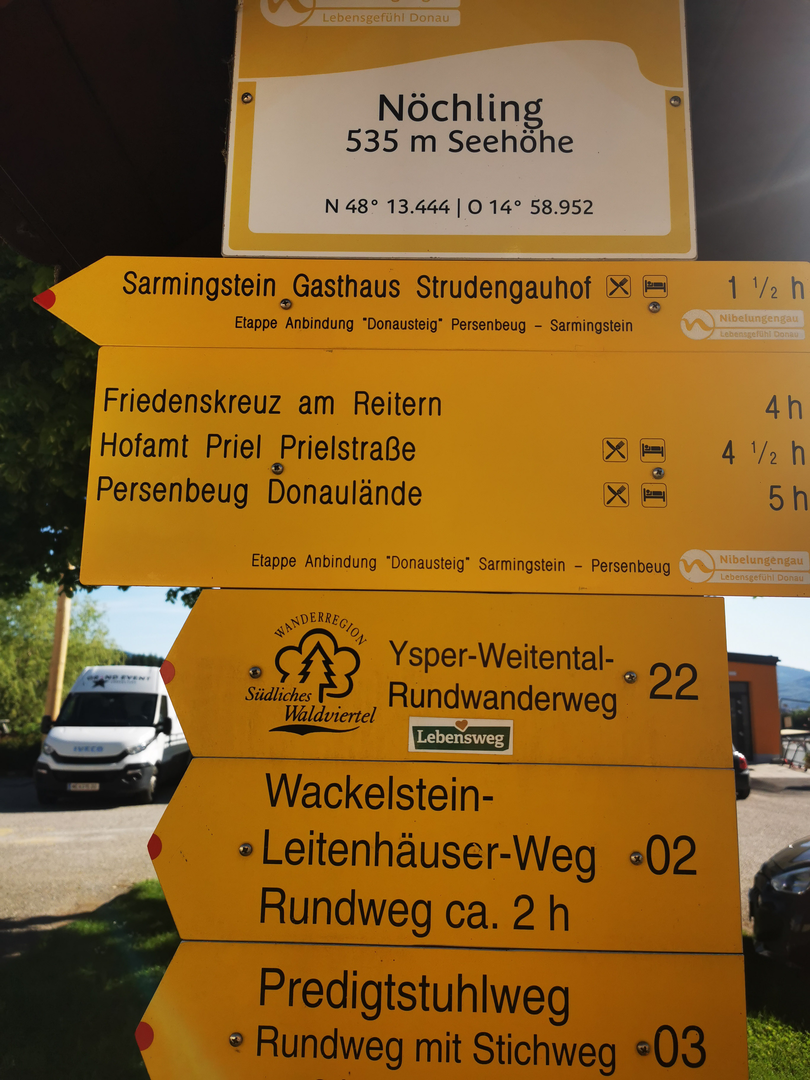 Lebensgefühl Donau
Nöchling
535 m Seehöhe
N 48° 13.444 | O 14° 58.952
Sarmingstein Gasthaus Strudengauhof 1 1/2 h
Etappe Anbindung "Donausteig" Persenbeug – Sarmingstein
Nibelungengau
Lebensgefühl Donau
Friedenskreuz am Reitern 4 h
Hofamt Priel Prielstraße 4 1/2 h
Persenbeug Donaulände 5 h
Etappe Anbindung "Donausteig" Sarmingstein – Persenbeug
Nibelungengau
Lebensgefühl Donau
WANDERREGION
Südliches
Waldviertel
Ysper-Weitental-
Rundwanderweg
22
Lebensweg
Wackelstein-
Leitenhäuser-Weg 02
Rundweg ca. 2 h
Predigtstuhlweg
Rundweg mit Stichweg 03
EVENT
IVECO